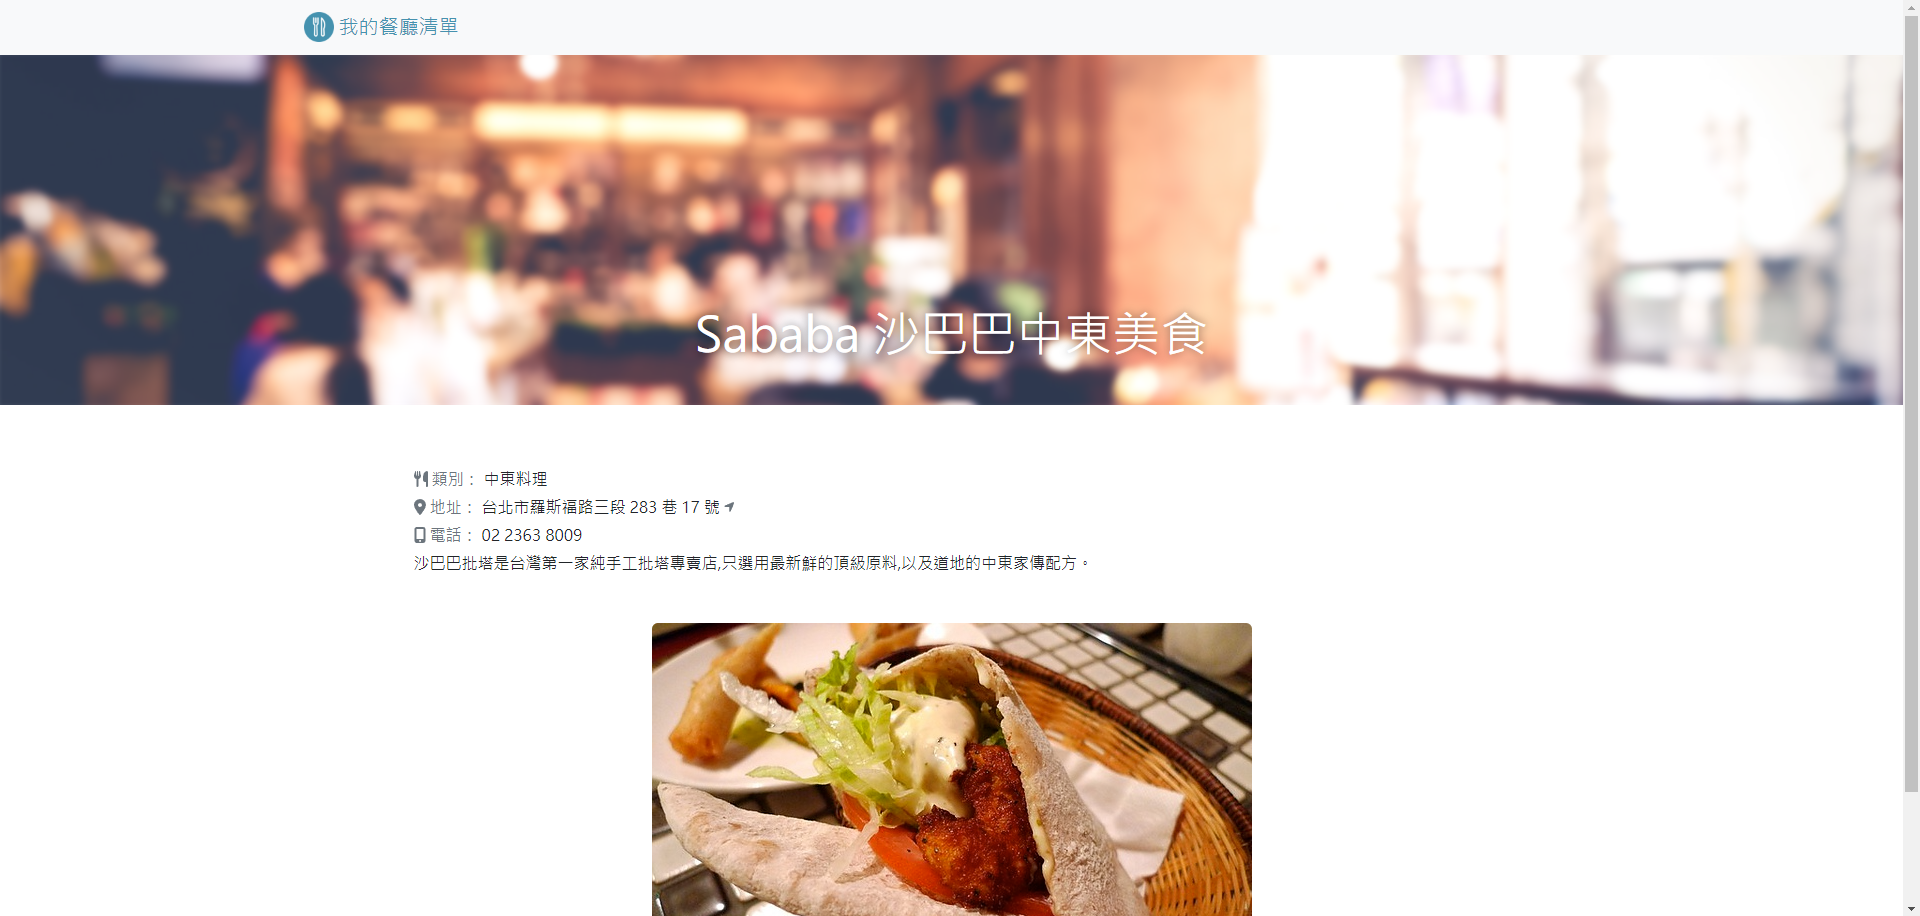 我的餐廳清單
Sababa 沙巴巴中東美食
類別： 中東料理
地址： 台北市羅斯福路三段 283 巷 17 號
電話： 02 2363 8009
沙巴巴批塔是台灣第一家純手工批塔專賣店,只選用最新鮮的頂級原料,以及道地的中東家傳配方。